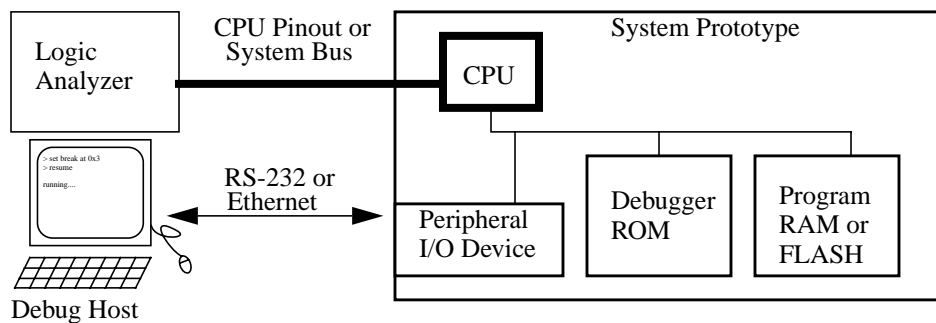 Logic
Analyzer
CPU Pinout or
System Bus
System Prototype
CPU
> set break at 0x3
> resume
running....
RS-232 or
Ethernet
Peripheral
I/O Device
Debugger
ROM
Program
RAM or
FLASH
Debug Host